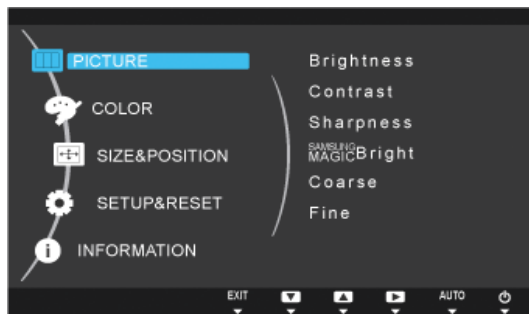 PICTURE
COLOR
SIZE&POSITION
SETUP&RESET
INFORMATION
Brightness
Contrast
Sharpness
SAMSUNG
MAGICBright
Coarse
Fine
EXIT
AUTO